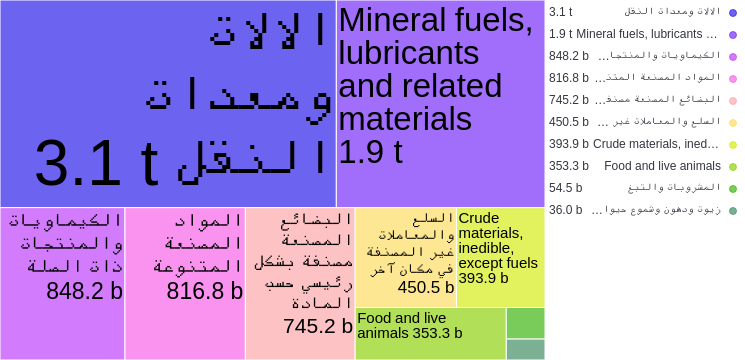 الالات
ومعدات
النقل 3.1 t
Mineral fuels,
lubricants
and related
materials
1.9 t
الكيماويات
والمنتجات
ذات الصلة
848.2 b
المواد
المصنعة
المتنوعة
816.8 b
البضائع
المصنعة
مصنفة بشكل
رئيسي حسب
المادة
745.2 b
السلع
والمعاملات
غير المصنفة
في مكان آخر
450.5 b
Crude
materials,
inedible,
except fuels
393.9 b
Food and live
animals 353.3 b
3.1 t الالات ومعدات النقل
1.9 t Mineral fuels, lubricants …
848.2 b الكيماويات والمنتجا…
816.8 b المواد المصنعة المتنـ…
745.2 b البضائع المصنعة مصنفـ…
450.5 b السلع والمعاملات غير …
393.9 b Crude materials, ined…
353.3 b Food and live animals
54.5 b المشروبات والتبغ
36.0 b زيوت ودهون وشموع حيوا…